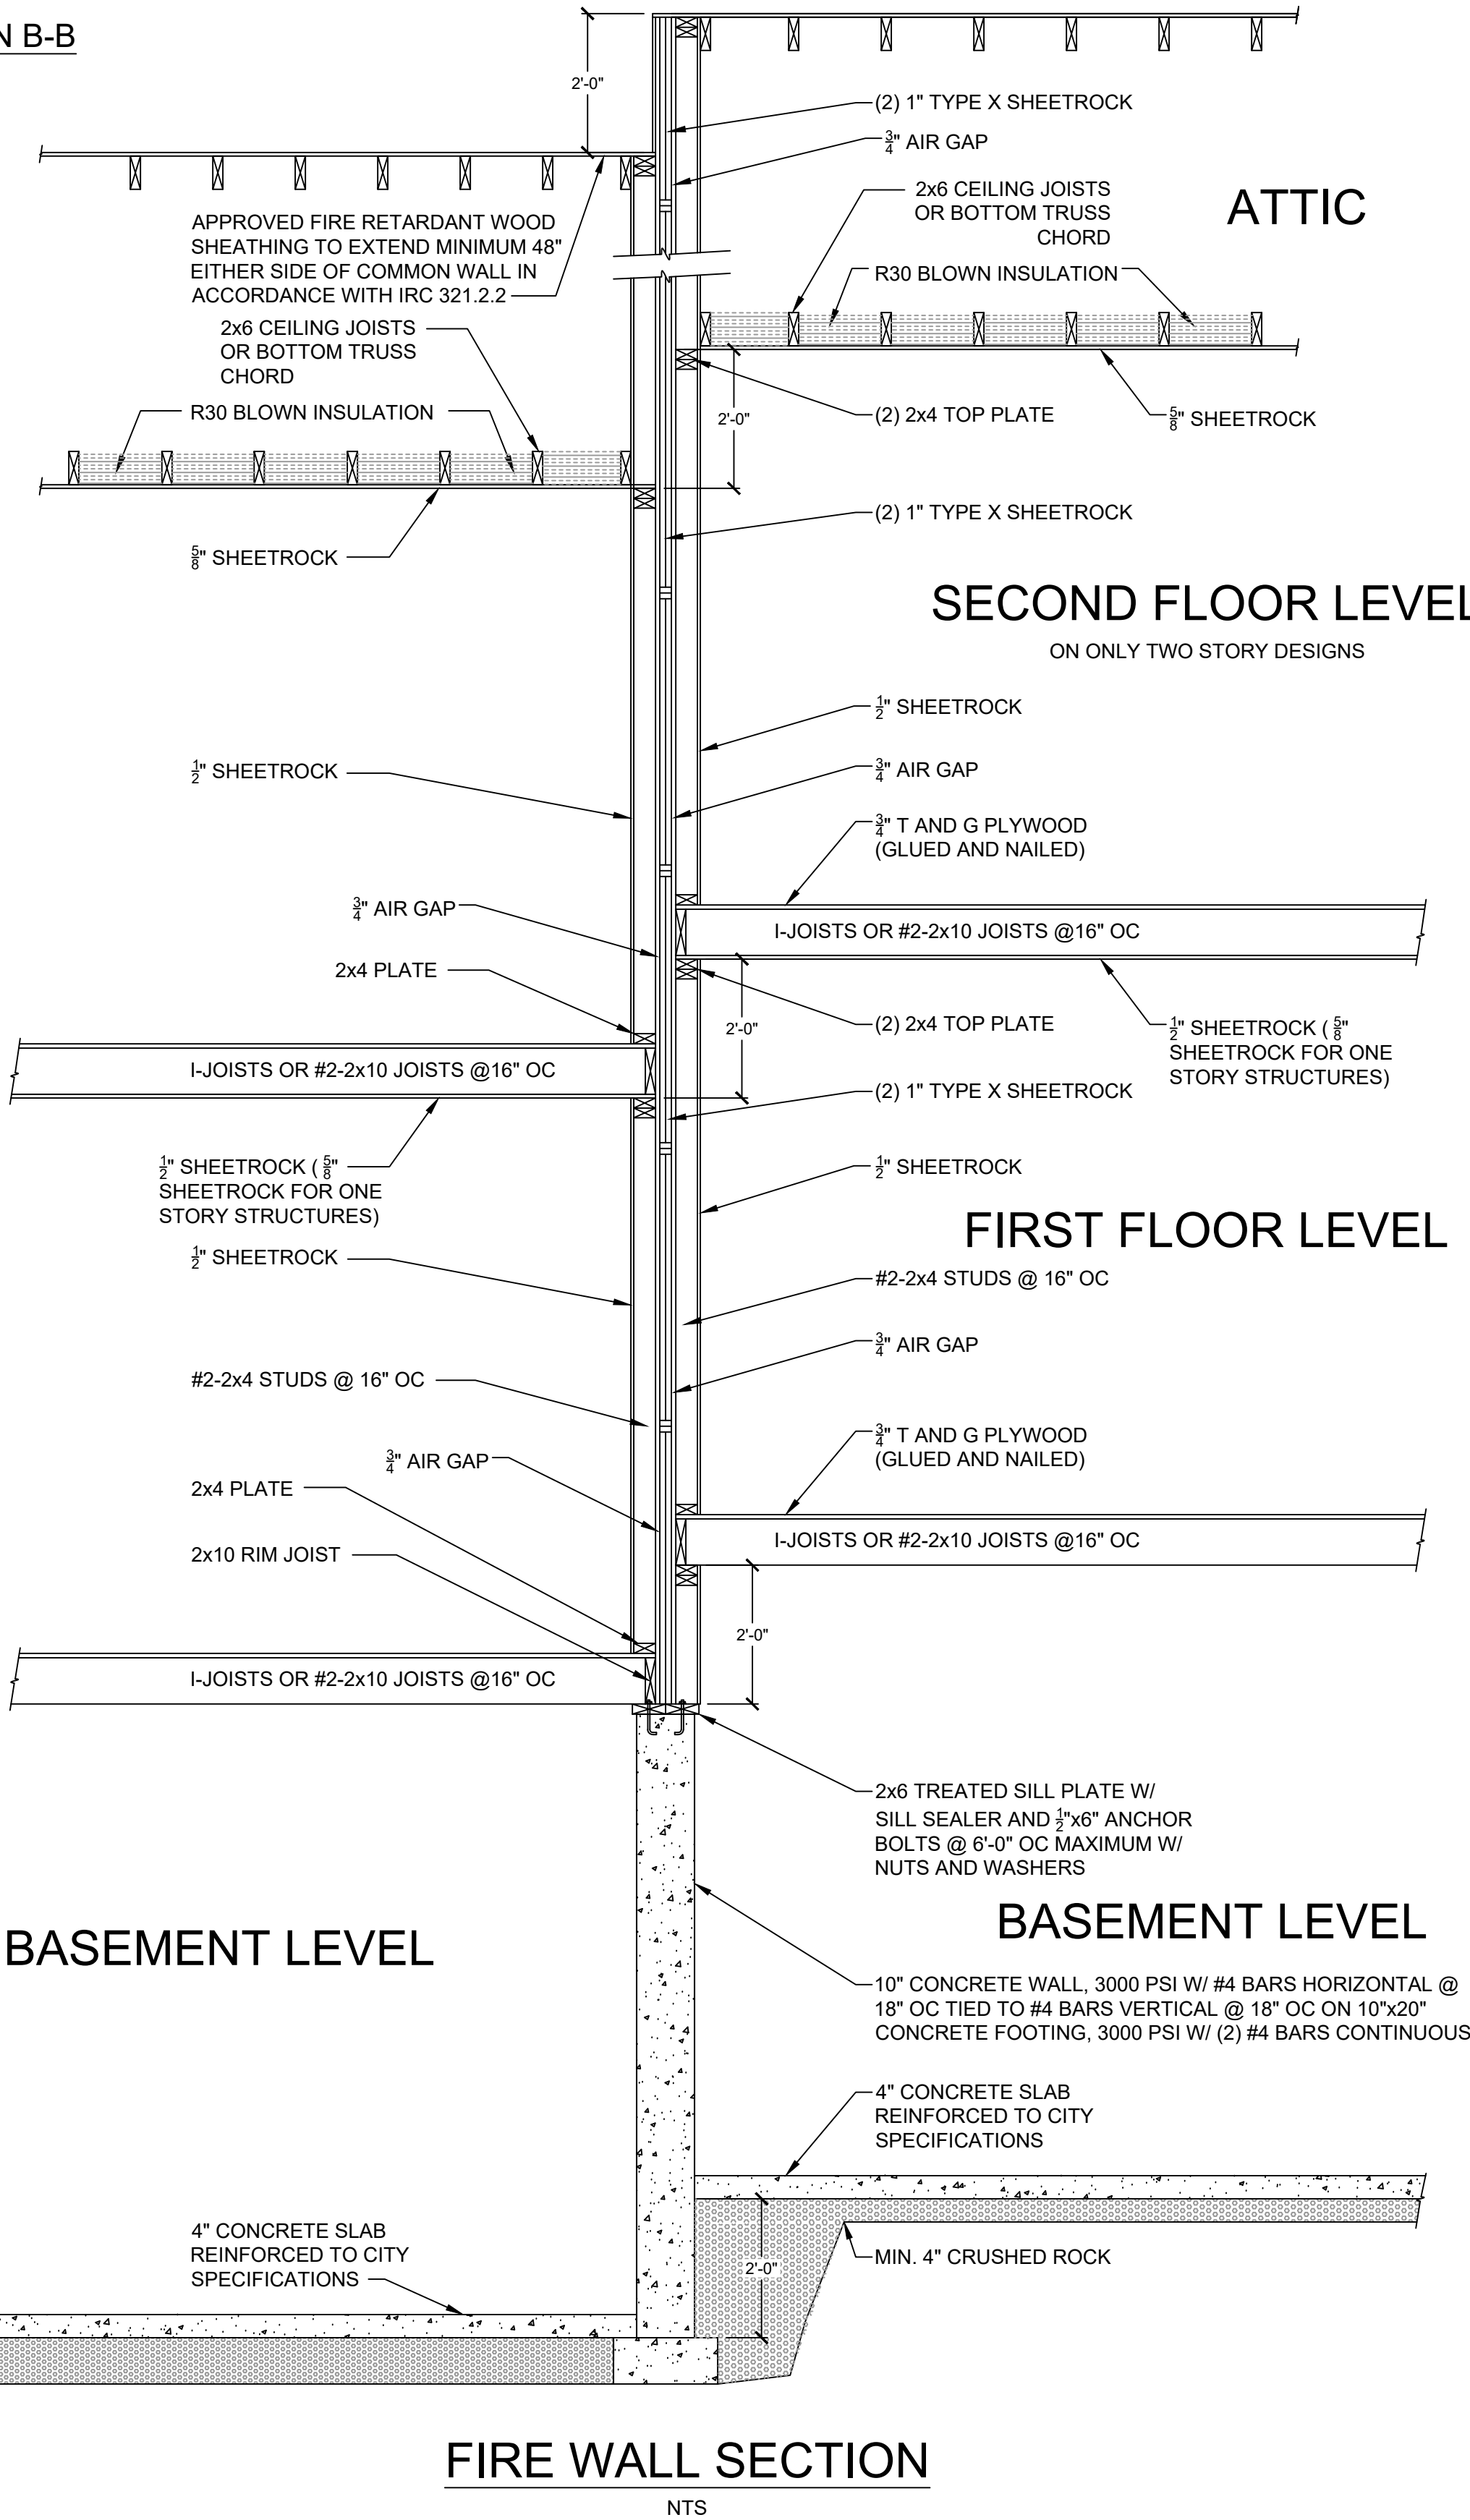 N B-B
2'-0"
(2) 1" TYPE X SHEETROCK
3/4" AIR GAP
2x6 CEILING JOISTS
OR BOTTOM TRUSS
CHORD
ATTIC
APPROVED FIRE RETARDANT WOOD
SHEATHING TO EXTEND MINIMUM 48"
EITHER SIDE OF COMMON WALL IN
ACCORDANCE WITH IRC 321.2.2
R30 BLOWN INSULATION
2x6 CEILING JOISTS
OR BOTTOM TRUSS
CHORD
R30 BLOWN INSULATION
2'-0"
(2) 2x4 TOP PLATE
5/8" SHEETROCK
(2) 1" TYPE X SHEETROCK
5/8" SHEETROCK
SECOND FLOOR LEVEL
ON ONLY TWO STORY DESIGNS
1/2" SHEETROCK
1/2" SHEETROCK
3/4" AIR GAP
3/4" T AND G PLYWOOD
(GLUED AND NAILED)
3/4" AIR GAP
I-JOISTS OR #2-2x10 JOISTS @16" OC
2x4 PLATE
2'-0"
(2) 2x4 TOP PLATE
1/2" SHEETROCK ( 5/8"
SHEETROCK FOR ONE
STORY STRUCTURES)
I-JOISTS OR #2-2x10 JOISTS @16" OC
(2) 1" TYPE X SHEETROCK
1/2" SHEETROCK ( 5/8"
SHEETROCK FOR ONE
STORY STRUCTURES)
1/2" SHEETROCK
FIRST FLOOR LEVEL
1/2" SHEETROCK
#2-2x4 STUDS @ 16" OC
3/4" AIR GAP
#2-2x4 STUDS @ 16" OC
3/4" T AND G PLYWOOD
(GLUED AND NAILED)
3/4" AIR GAP
2x4 PLATE
I-JOISTS OR #2-2x10 JOISTS @16" OC
2x10 RIM JOIST
2'-0"
I-JOISTS OR #2-2x10 JOISTS @16" OC
2x6 TREATED SILL PLATE W/
SILL SEALER AND 1/2"x6" ANCHOR
BOLTS @ 6'-0" OC MAXIMUM W/
NUTS AND WASHERS
BASEMENT LEVEL
BASEMENT LEVEL
10" CONCRETE WALL, 3000 PSI W/ #4 BARS HORIZONTAL @
18" OC TIED TO #4 BARS VERTICAL @ 18" OC ON 10"x20"
CONCRETE FOOTING, 3000 PSI W/ (2) #4 BARS CONTINUOUS
4" CONCRETE SLAB
REINFORCED TO CITY
SPECIFICATIONS
4" CONCRETE SLAB
REINFORCED TO CITY
SPECIFICATIONS
2'-0"
MIN. 4" CRUSHED ROCK
FIRE WALL SECTION
NTS